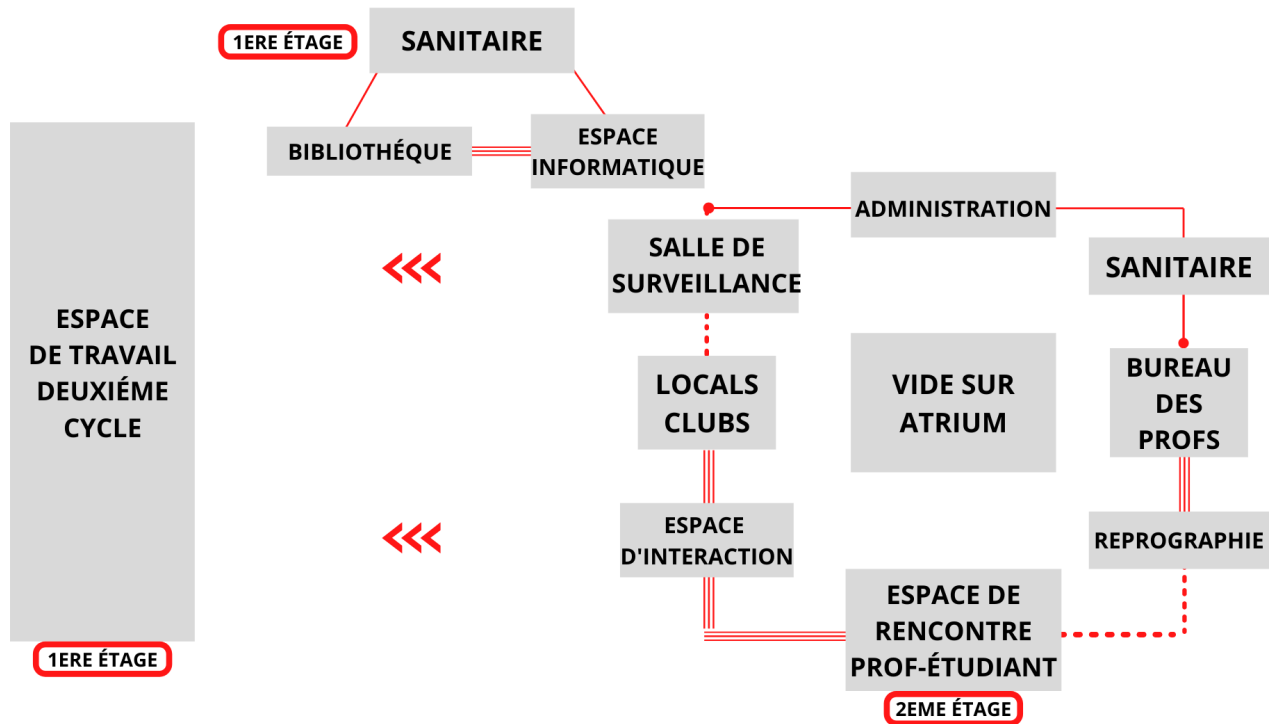 1ERE ÉTAGE
SANITAIRE
BIBLIOTHÉQUE
ESPACE
INFORMATIQUE
ESPACE
DE TRAVAIL
DEUXIÉME
CYCLE
1ERE ÉTAGE
ADMINISTRATION
SALLE DE
SURVEILLANCE
SANITAIRE
LOCALS
CLUBS
VIDE SUR
ATRIUM
BUREAU
DES
PROFS
ESPACE
D'INTERACTION
REPROGRAPHIE
ESPACE DE
RENCONTRE
PROF-ÉTUDIANT
2EME ÉTAGE